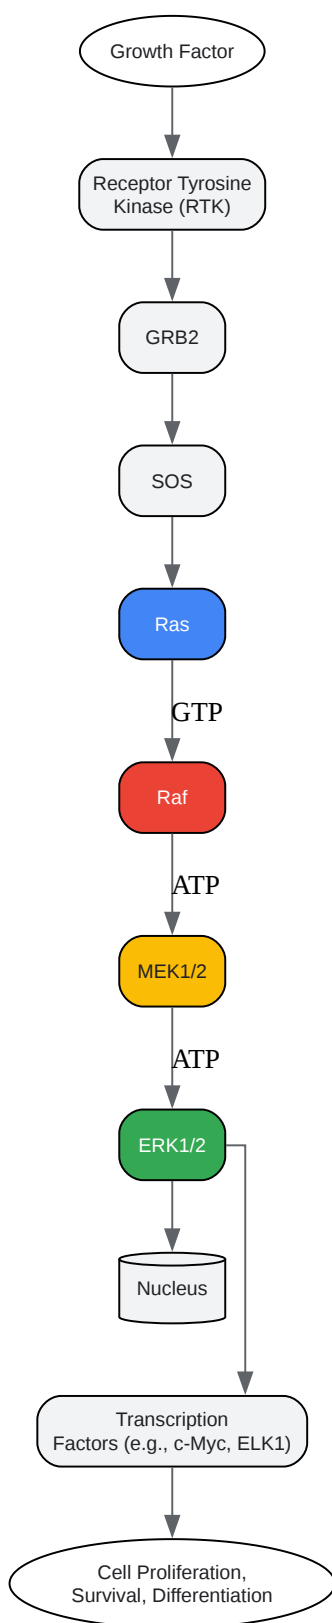 Growth Factor
Receptor Tyrosine
Kinase (RTK)
GRB2
SOS
Ras
GTP
Raf
ATP
MEK1/2
ATP
ERK1/2
Nucleus
Transcription
Factors (e.g., c-Myc, ELK1)
Cell Proliferation,
Survival, Differentiation